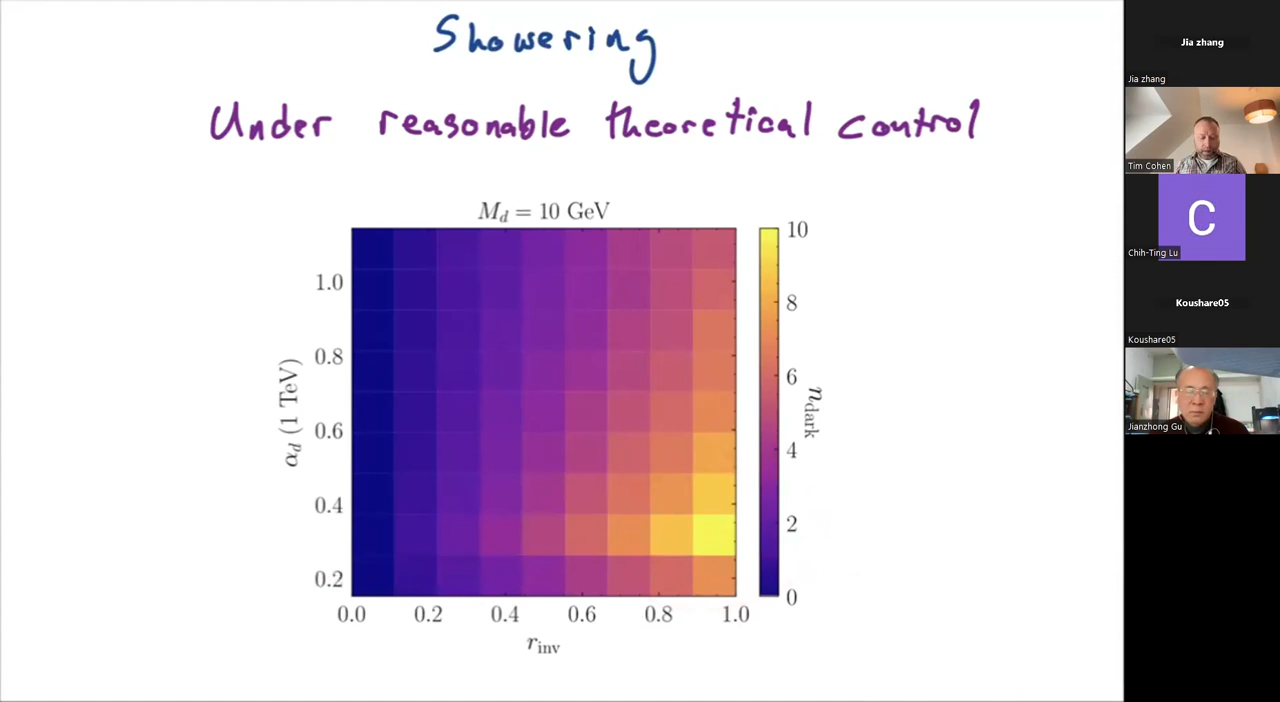 Showering
Under reasonable theoretical control
M_d = 10 GeV
α_d (1 TeV)
1.0
0.8
0.6
0.4
0.2
0.0 0.2 0.4 0.6 0.8 1.0
r_inv
10
8
6
4
2
0
n_dark
Jia zhang
Jia zhang
Tim Cohen
C
Chih-Ting Lu
Koushare05
Koushare05
Jianzhong Gu